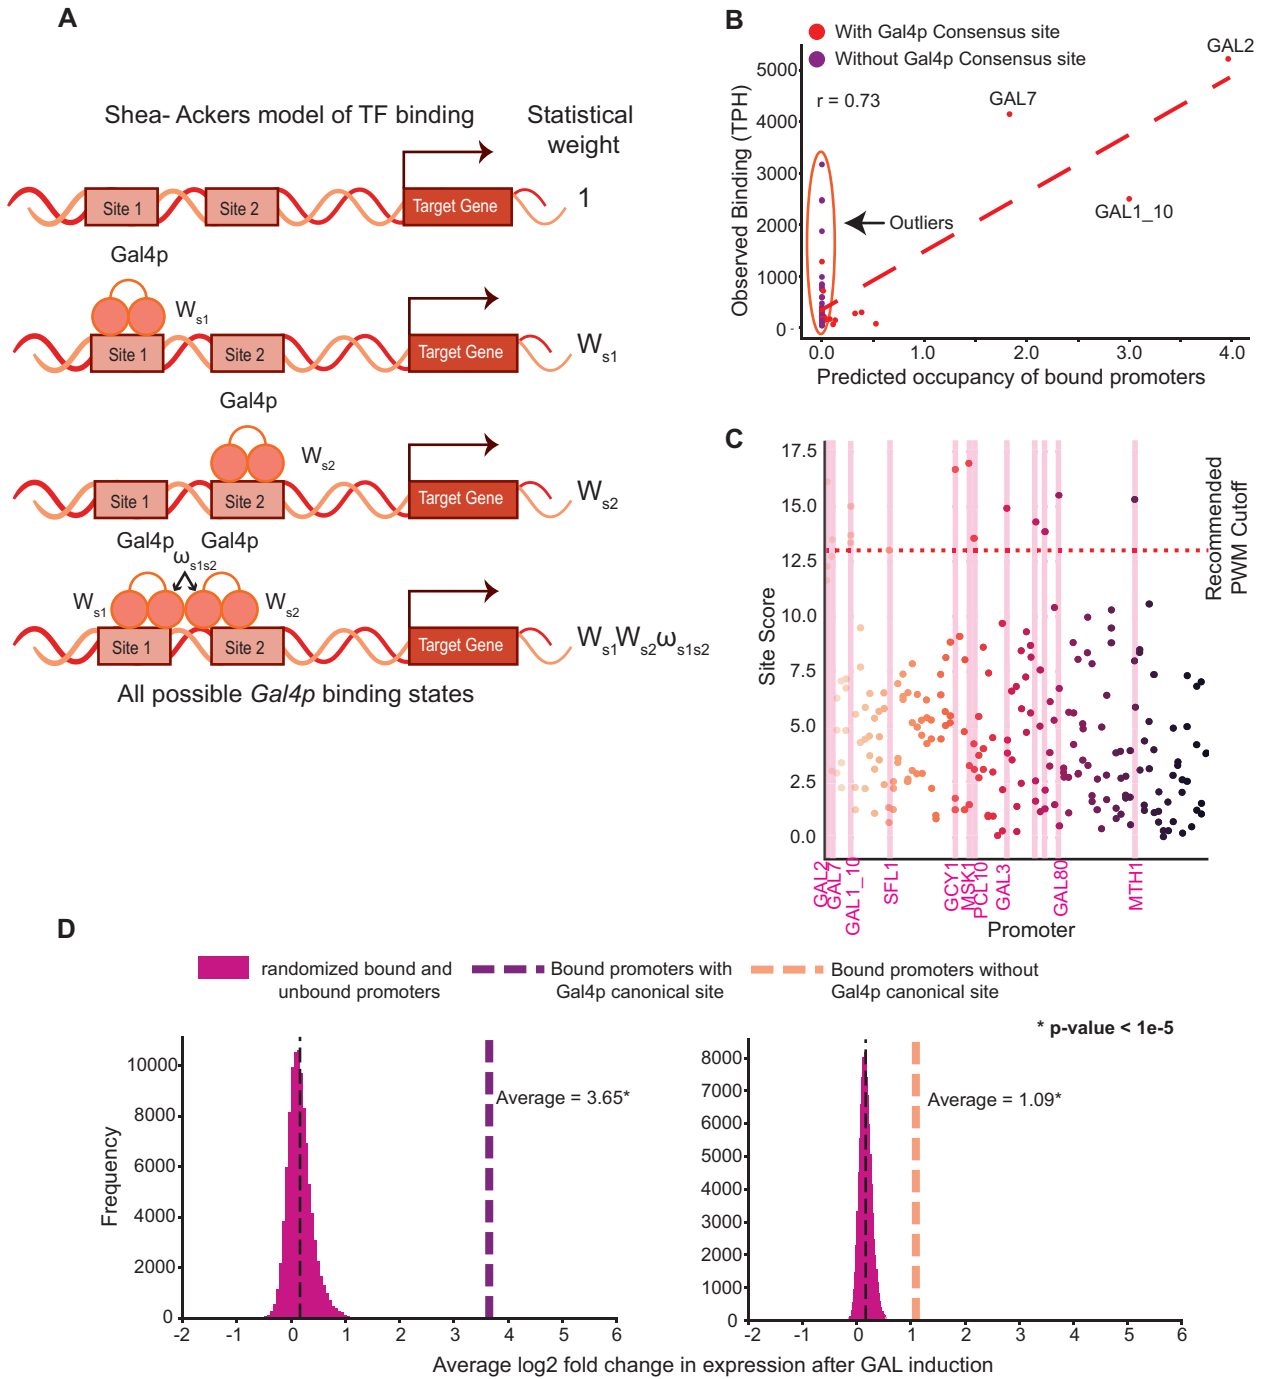 A
Shea- Ackers model of TF binding
Statistical
weight
Site 1
Site 2
Target Gene
1
Gal4p
Ws1
Site 1
Site 2
Target Gene
Ws1
Gal4p
Ws2
Site 1
Site 2
Target Gene
Ws2
Gal4p
Gal4p
ωs1s2
Ws1
Ws2
Site 1
Site 2
Target Gene
Ws1Ws2ωs1s2
All possible Gal4p binding states
B
With Gal4p Consensus site
Without Gal4p Consensus site
r = 0.73
GAL2
GAL7
GAL1_10
Outliers
Observed Binding (TPH)
5000
4000
3000
2000
1000
0
0.0
1.0
2.0
3.0
4.0
Predicted occupancy of bound promoters
C
Site Score
17.5
15.0
12.5
10.0
7.5
5.0
2.5
0.0
Recommended
PWM Cutoff
GAL2
GAL7
GAL1_10
SFL1
GCY1
MSK1
PCL10
GAL3
GAL80
MTH1
Promoter
D
randomized bound and
unbound promoters
Bound promoters with
Gal4p canonical site
Bound promoters without
Gal4p canonical site
* p-value < 1e-5
Frequency
10000
8000
6000
4000
2000
0
-2
-1
0
1
2
3
4
5
6
Average = 3.65*
8000
7000
6000
5000
4000
3000
2000
1000
0
-2
-1
0
1
2
3
4
5
6
Average = 1.09*
Average log2 fold change in expression after GAL induction